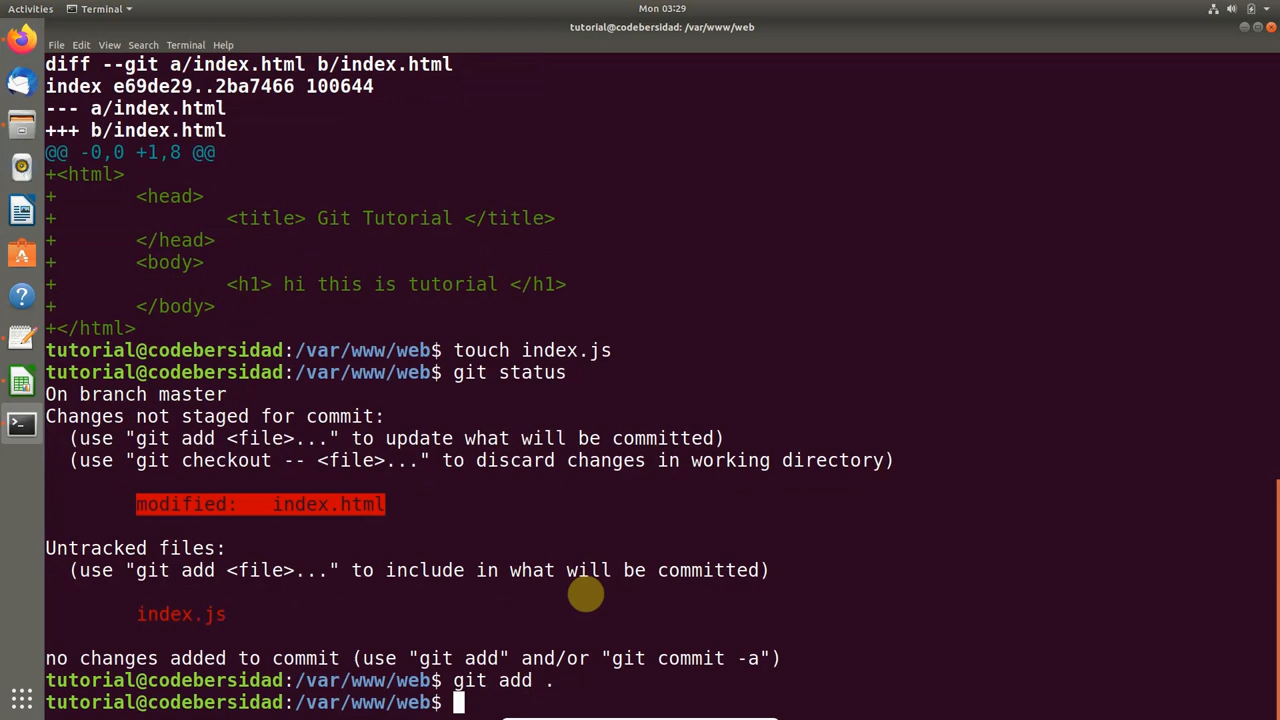 Activities
Terminal
Mon 03:29
tutorial@codebersidad: /var/www/web
File Edit View Search Terminal Help
diff --git a/index.html b/index.html
index e69de29..2ba7466 100644
--- a/index.html
+++ b/index.html
@@ -0,0 +1,8 @@
+<html>
+       <head>
+               <title> Git Tutorial </title>
+       </head>
+       <body>
+               <h1> hi this is tutorial </h1>
+       </body>
+</html>
tutorial@codebersidad:/var/www/web$ touch index.js
tutorial@codebersidad:/var/www/web$ git status
On branch master
Changes not staged for commit:
  (use "git add <file>..." to update what will be committed)
  (use "git checkout -- <file>..." to discard changes in working directory)
        modified:   index.html
Untracked files:
  (use "git add <file>..." to include in what will be committed)
        index.js
no changes added to commit (use "git add" and/or "git commit -a")
tutorial@codebersidad:/var/www/web$ git add .
tutorial@codebersidad:/var/www/web$